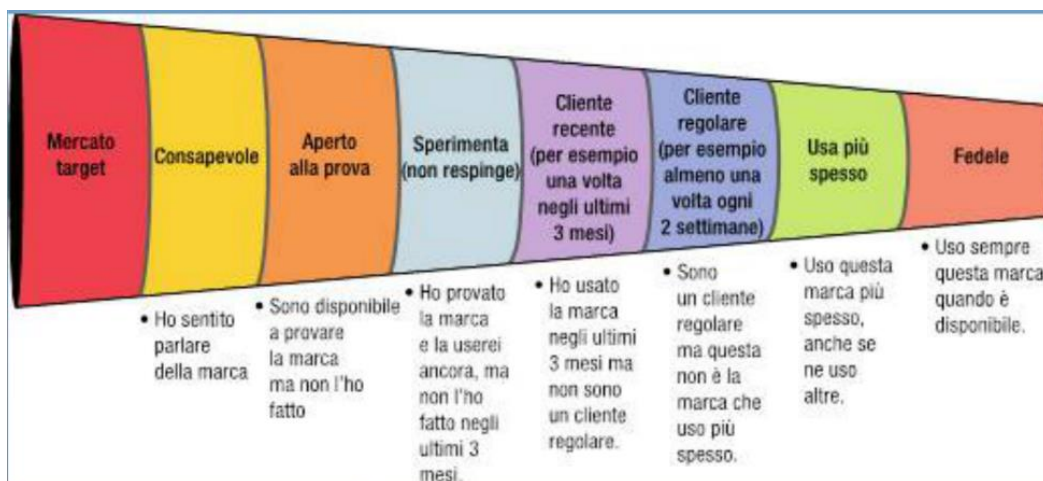 Mercato
target
Consapevole
Aperto
alla prova
Sperimenta
(non respinge)
Cliente
recente
(per esempio
una volta
negli ultimi
3 mesi)
Cliente
regolare
(per esempio
almeno una
volta ogni
2 settimane)
Usa più
spesso
Fedele
• Ho sentito
parlare
della marca
• Sono disponibile
a provare
la marca
ma non l'ho
fatto
• Ho provato
la marca
e la userei
ancora, ma
non l'ho
fatto negli
ultimi 3
mesi.
• Ho usato
la marca
negli ultimi
3 mesi ma
non sono
un cliente
regolare.
• Sono
un cliente
regolare
ma questa
non è la
marca che
uso più
spesso.
• Uso questa
marca più
spesso,
anche se
ne uso
altre.
• Uso sempre
questa marca
quando è
disponibile.